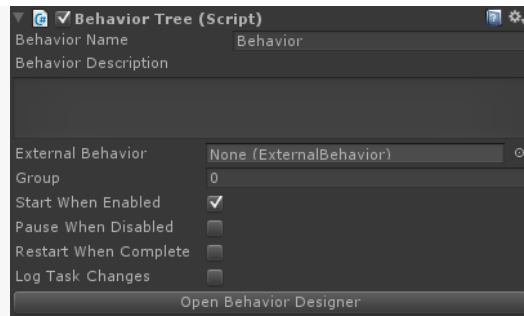 Behavior Tree (Script)
Behavior Name Behavior
Behavior Description
External Behavior None (ExternalBehavior)
Group 0
Start When Enabled
Pause When Disabled
Restart When Complete
Log Task Changes
Open Behavior Designer